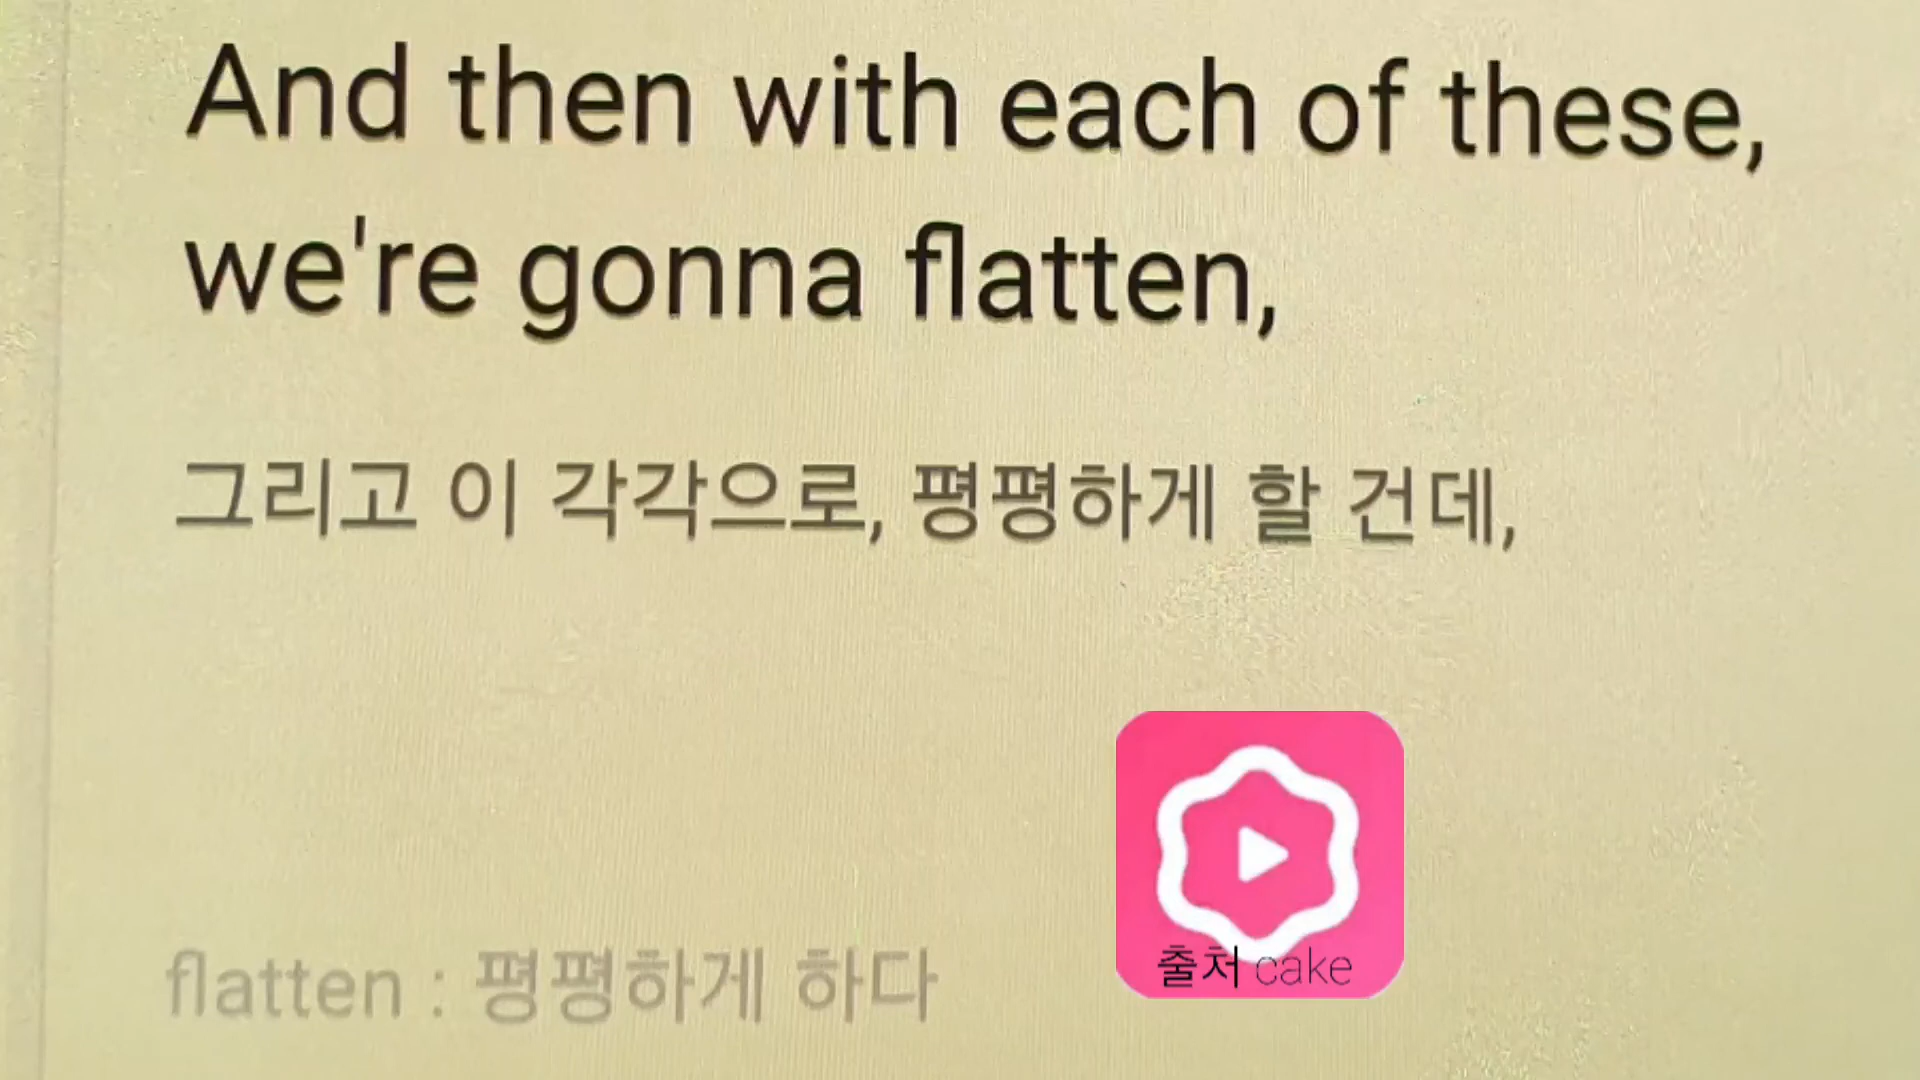 And then with each of these,
we're gonna flatten,
그리고 이 각각으로, 평평하게 할 건데,
flatten : 평평하게 하다
출처 cake